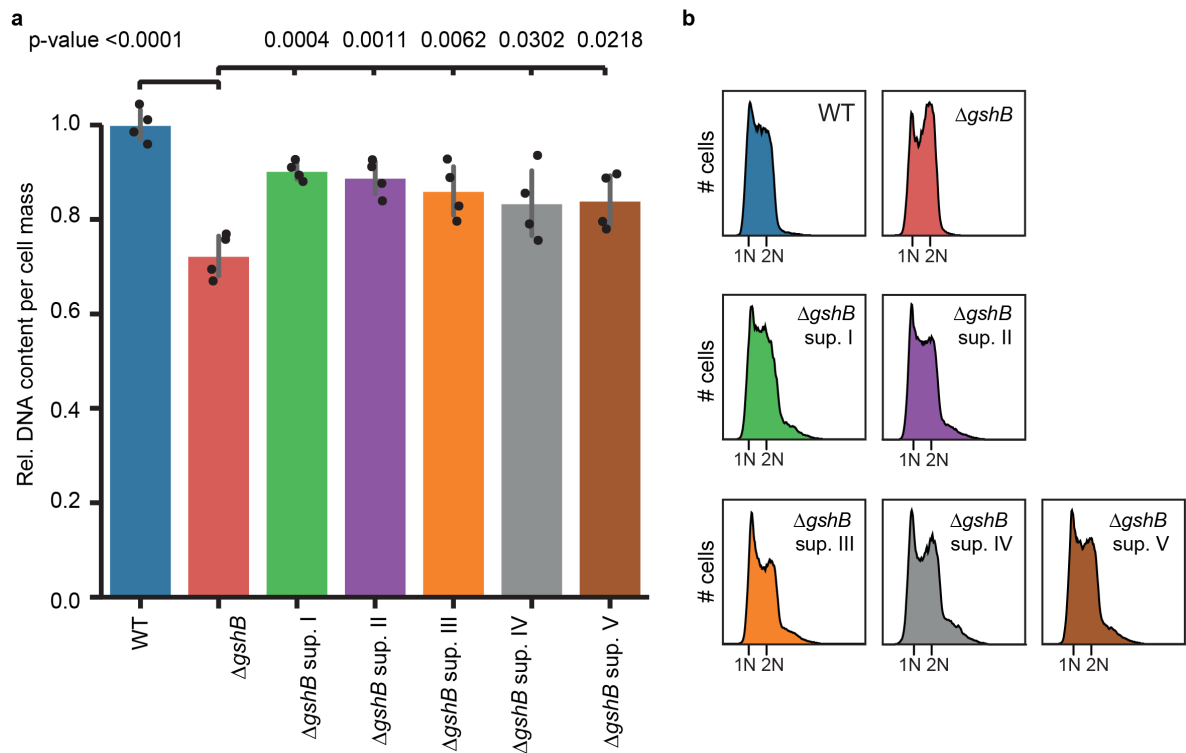 a
p-value <0.0001 0.0004 0.0011 0.0062 0.0302 0.0218
Rel. DNA content per cell mass
1.0
0.8
0.6
0.4
0.2
0.0
WT
ΔgshB
ΔgshB sup. I
ΔgshB sup. II
ΔgshB sup. III
ΔgshB sup. IV
ΔgshB sup. V
b
# cells
WT
1N 2N
ΔgshB
1N 2N
# cells
ΔgshB
sup. I
1N 2N
ΔgshB
sup. II
1N 2N
# cells
ΔgshB
sup. III
1N 2N
ΔgshB
sup. IV
1N 2N
ΔgshB
sup. V
1N 2N